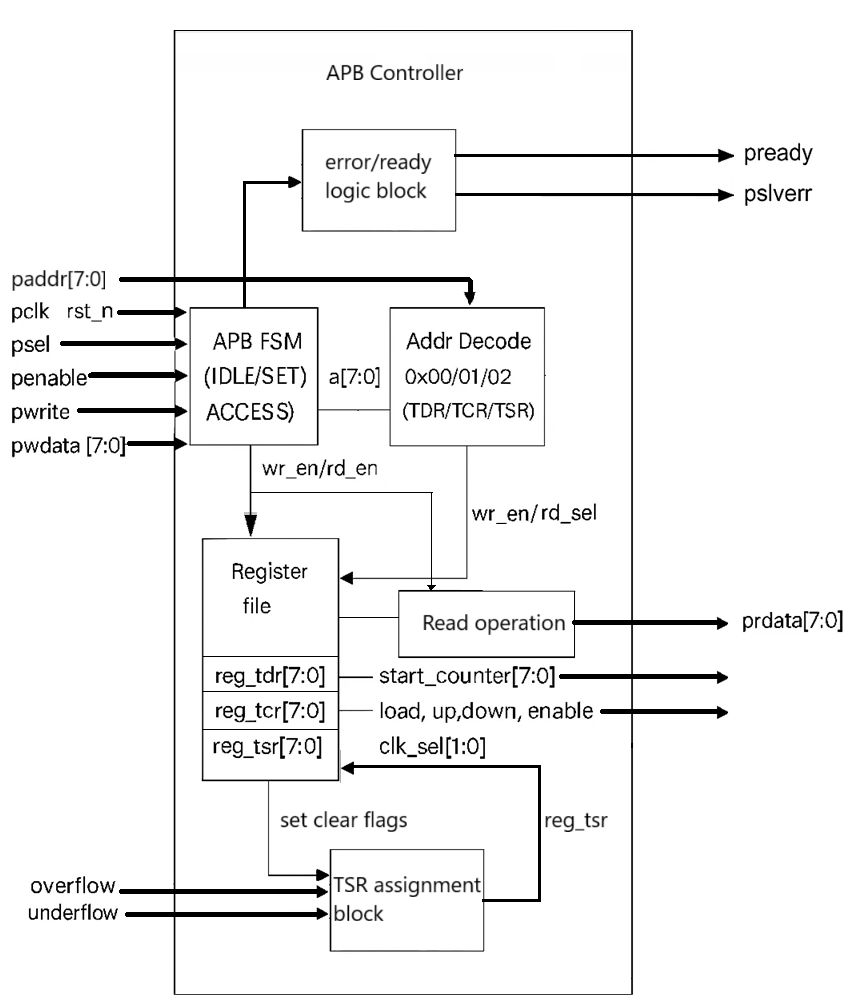 APB Controller
error/ready
logic block
pready
pslverr
paddr[7:0]
pclk rst_n
psel
penable
pwrite
pwdata [7:0]
APB FSM
(IDLE/SET)
ACCESS)
a[7:0]
Addr Decode
0x00/01/02
(TDR/TCR/TSR)
wr_en/rd_en
wr_en/rd_sel
Register
file
Read operation
prdata[7:0]
reg_tdr[7:0]
start_counter[7:0]
reg_tcr[7:0]
load, up,down, enable
reg_tsr[7:0]
clk_sel[1:0]
set clear flags
reg_tsr
overflow
underflow
TSR assignment
block